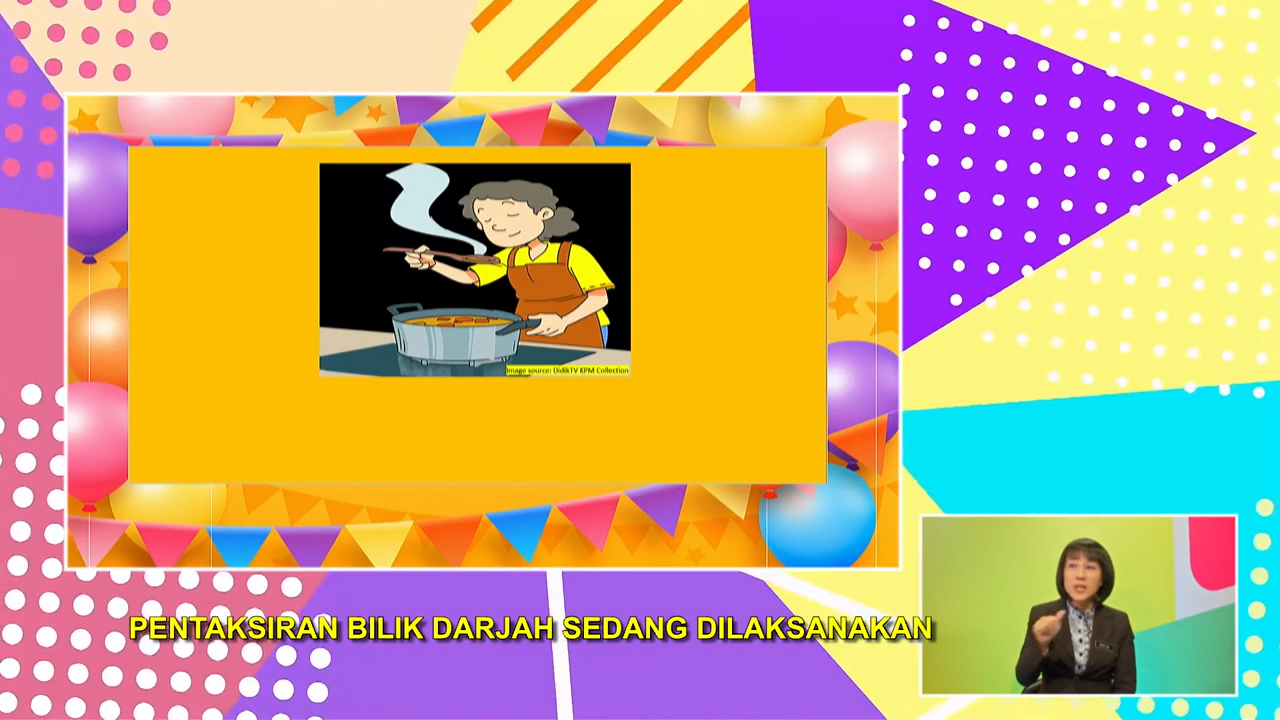 Image source: DidikTV KPM Collection
PENTAKSIRAN BILIK DARJAH SEDANG DILAKSANAKAN